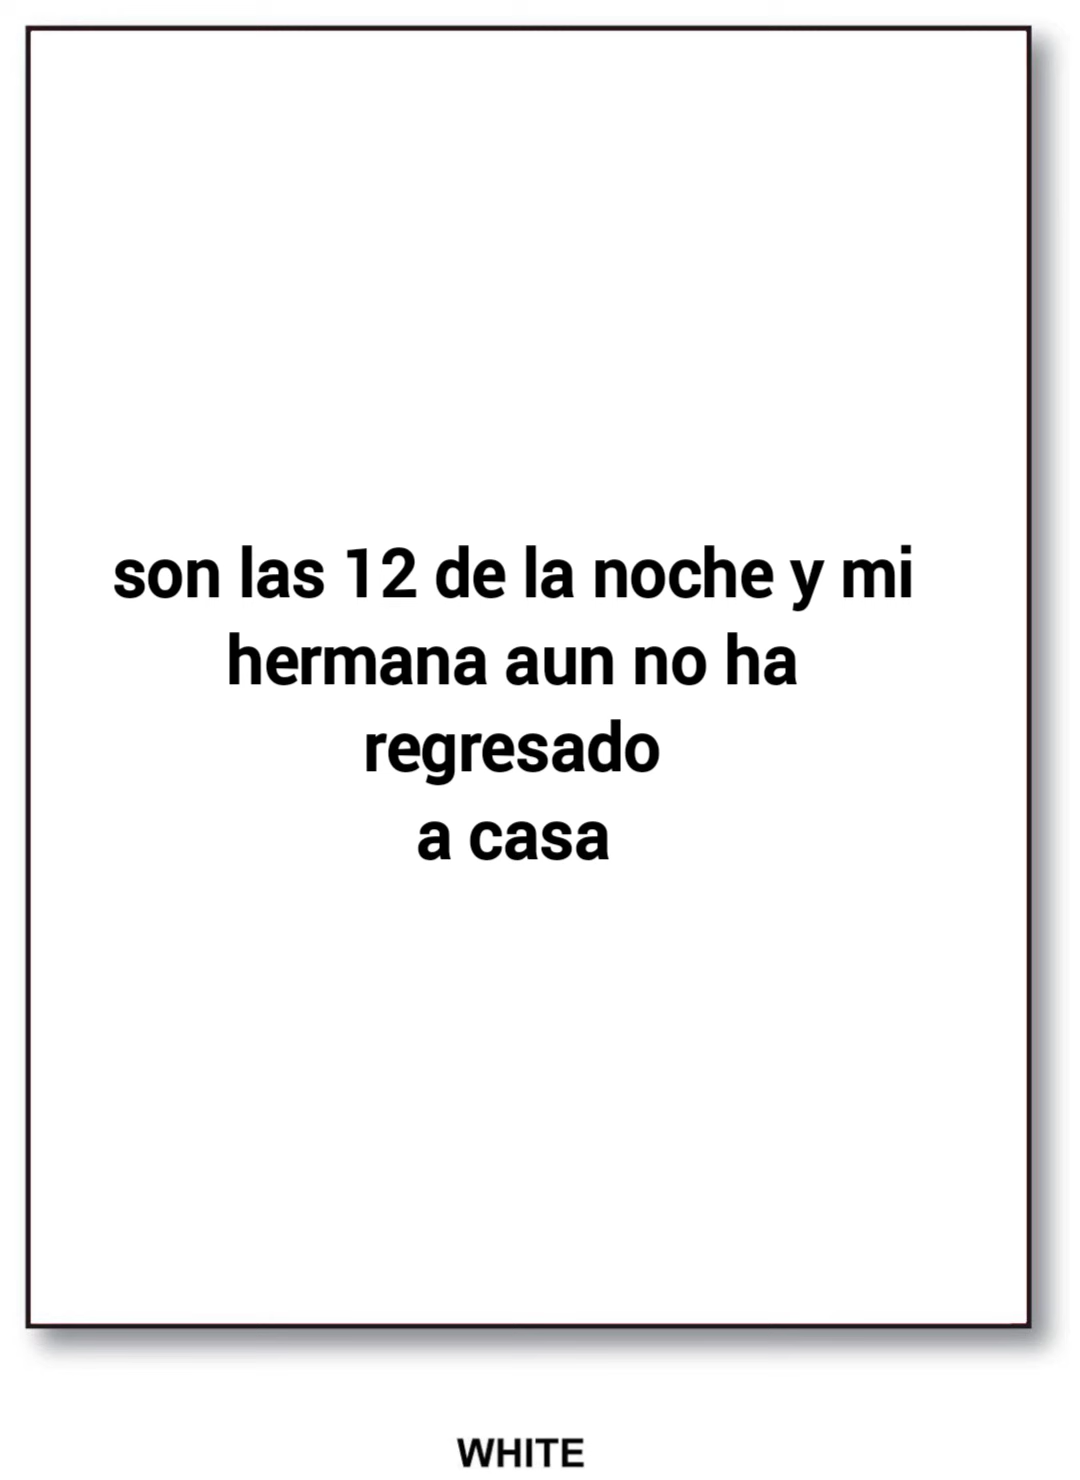 son las 12 de la noche y mi
hermana aun no ha
regresado
a casa
WHITE